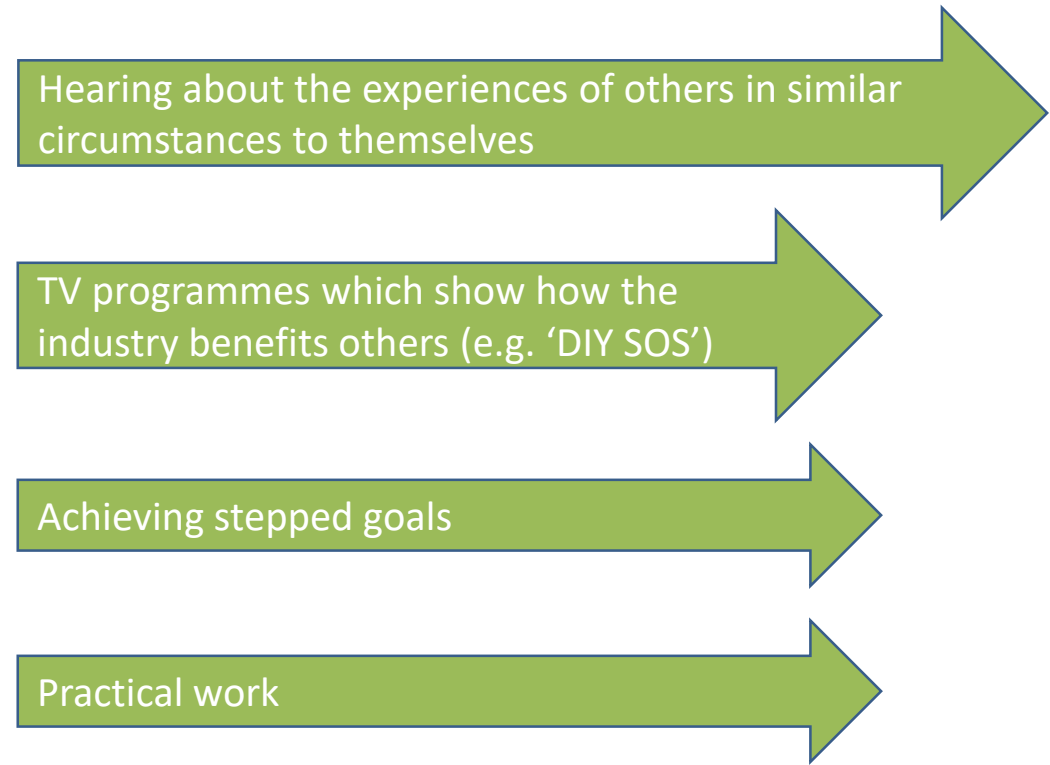 Hearing about the experiences of others in similar
circumstances to themselves
TV programmes which show how the
industry benefits others (e.g. ‘DIY SOS’)
Achieving stepped goals
Practical work